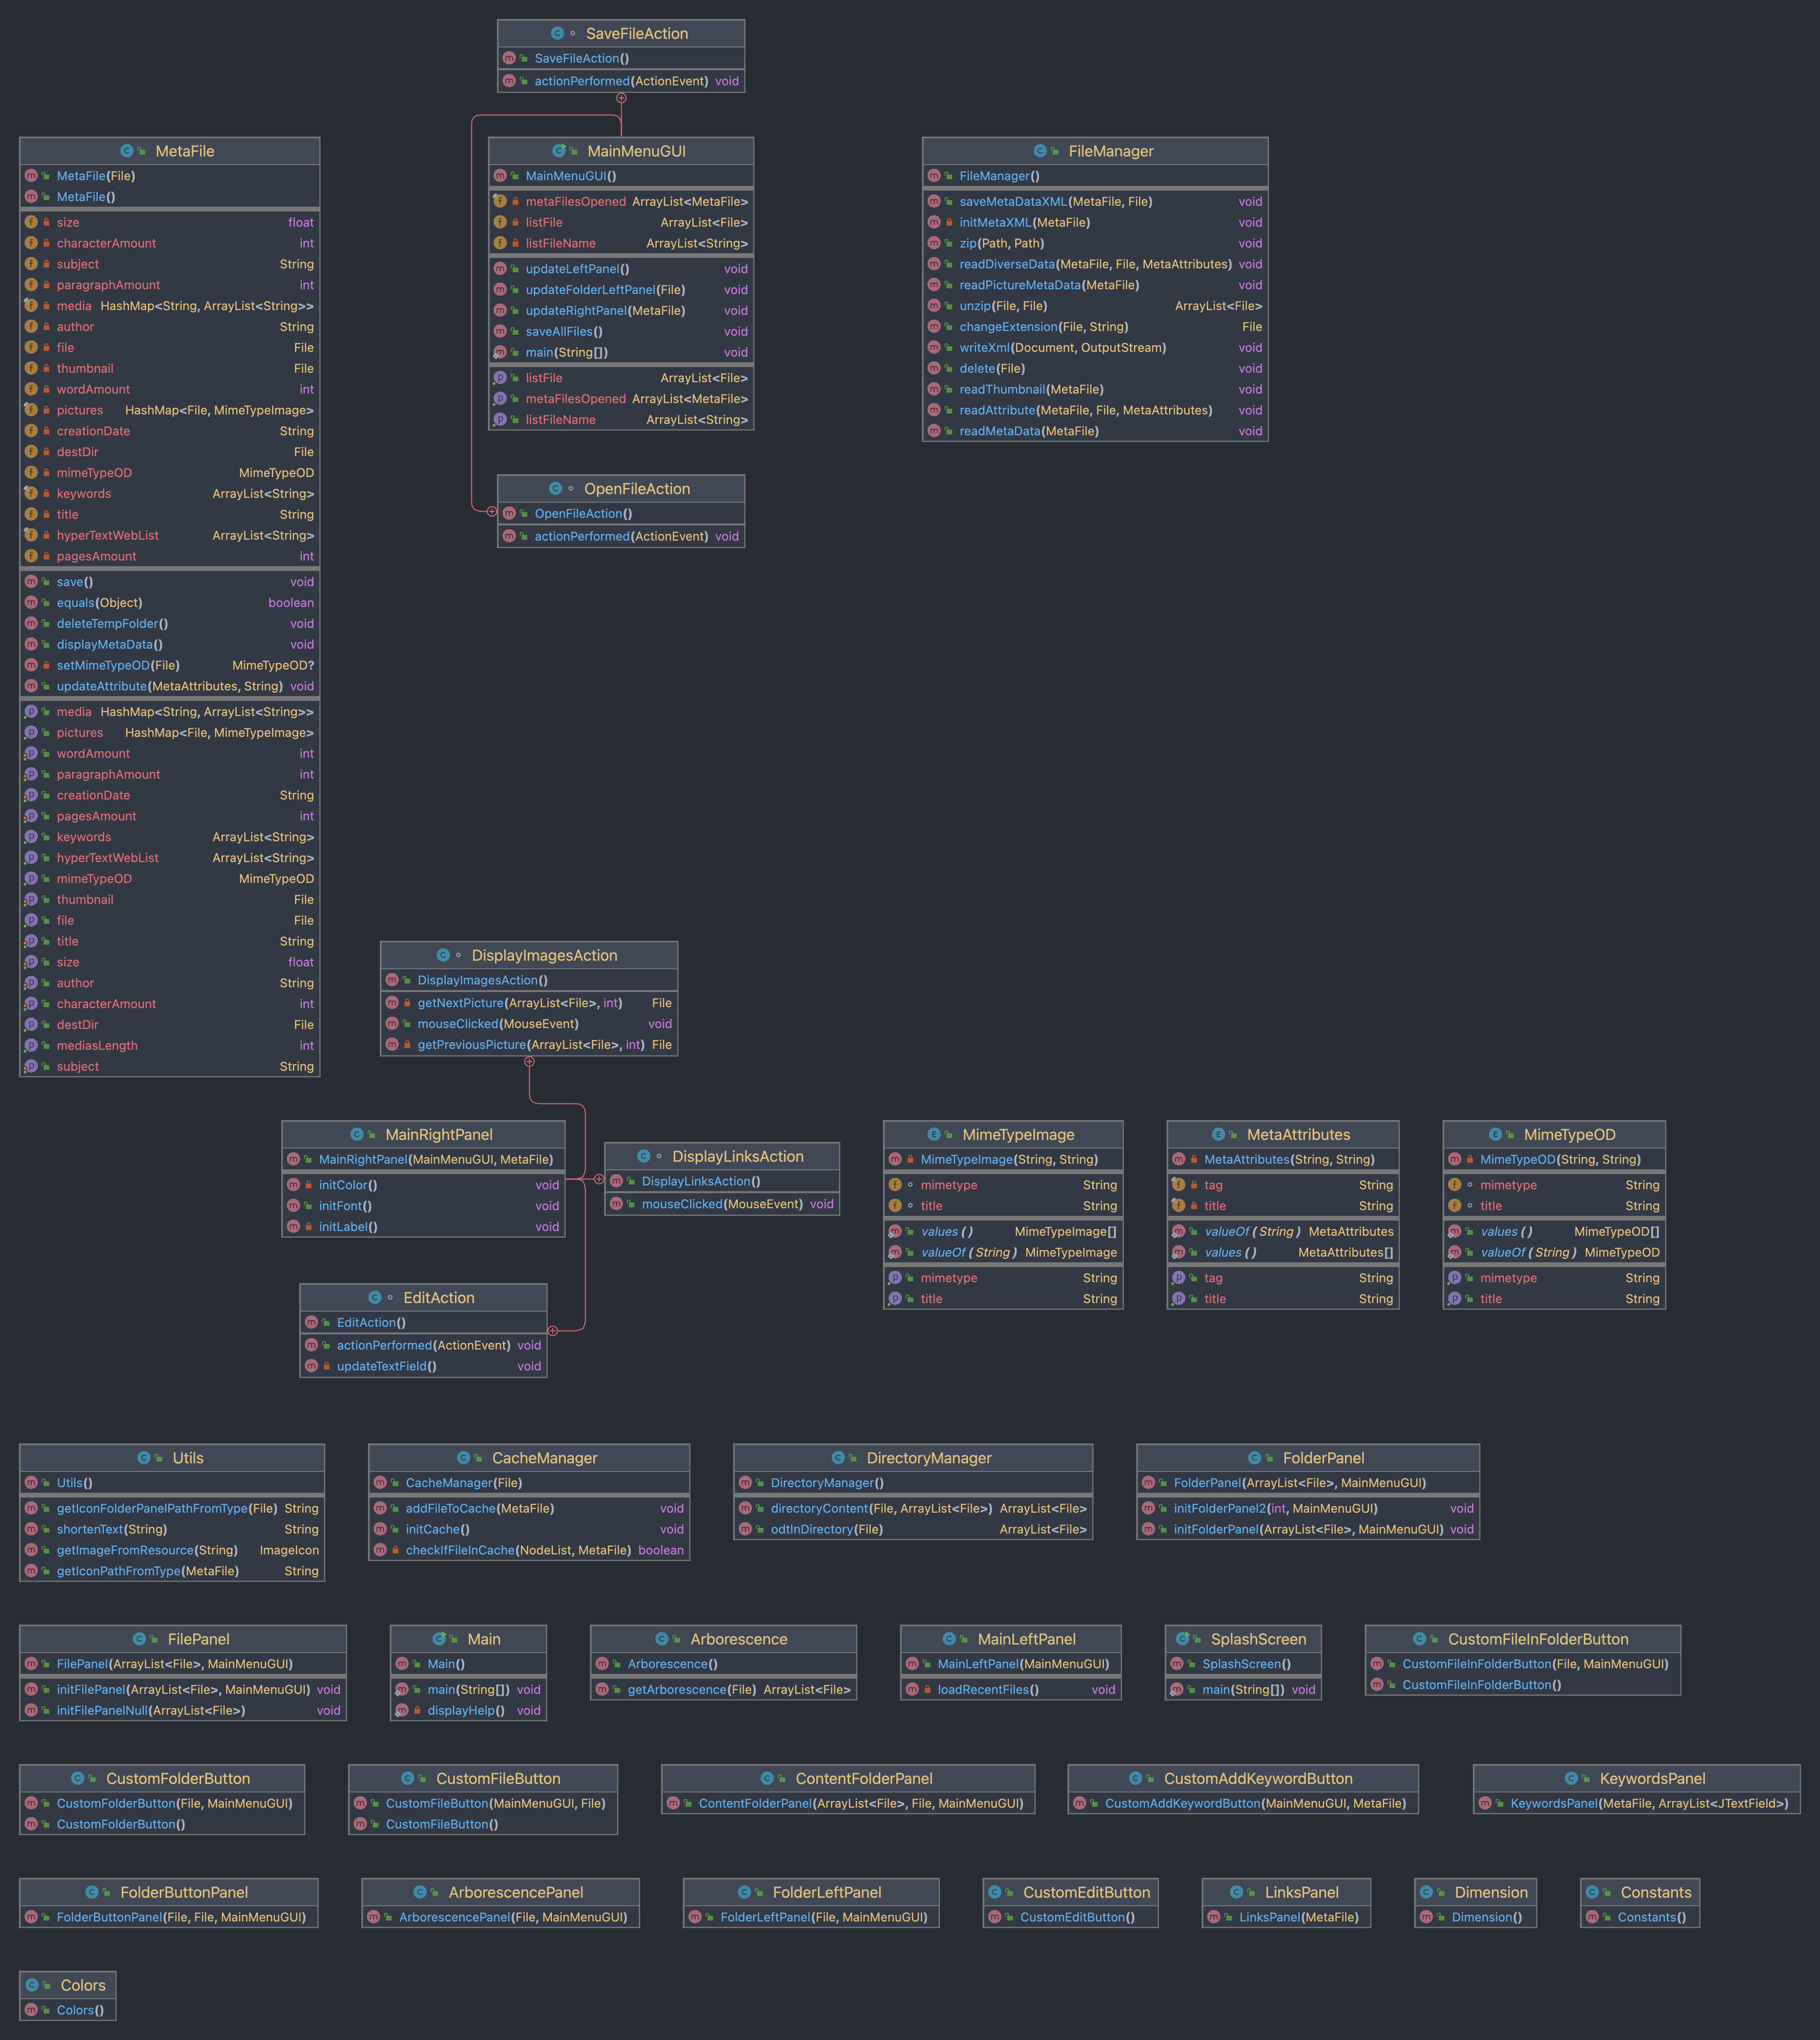 SaveFileAction
SaveFileAction()
actionPerformed(ActionEvent) void
MetaFile
MetaFile(File)
MetaFile()
size float
characterAmount int
subject String
paragraphAmount int
media HashMap<String, ArrayList<String>>
author String
file File
thumbnail File
wordAmount int
pictures HashMap<File, MimeTypeImage>
creationDate String
destDir File
mimeTypeOD MimeTypeOD
keywords ArrayList<String>
title String
hyperTextWebList ArrayList<String>
pagesAmount int
save() void
equals(Object) boolean
deleteTempFolder() void
displayMetaData() void
setMimeTypeOD(File) MimeTypeOD?
updateAttribute(MetaAttributes, String) void
media HashMap<String, ArrayList<String>>
pictures HashMap<File, MimeTypeImage>
wordAmount int
paragraphAmount int
creationDate String
pagesAmount int
keywords ArrayList<String>
hyperTextWebList ArrayList<String>
mimeTypeOD MimeTypeOD
thumbnail File
file File
title String
size float
author String
characterAmount int
destDir File
mediasLength int
subject String
MainMenuGUI
MainMenuGUI()
metaFilesOpened ArrayList<MetaFile>
listFile ArrayList<File>
listFileName ArrayList<String>
updateLeftPanel() void
updateFolderLeftPanel(File) void
updateRightPanel(MetaFile) void
saveAllFiles() void
main(String[]) void
listFile ArrayList<File>
metaFilesOpened ArrayList<MetaFile>
listFileName ArrayList<String>
FileManager
FileManager()
saveMetaDataXML(MetaFile, File) void
initMetaXML(MetaFile) void
zip(Path, Path) void
readDiverseData(MetaFile, File, MetaAttributes) void
readPictureMetaData(MetaFile) void
unzip(File, File) ArrayList<File>
changeExtension(File, String) File
writeXml(Document, OutputStream) void
delete(File) void
readThumbnail(MetaFile) void
readAttribute(MetaFile, File, MetaAttributes) void
readMetaData(MetaFile) void
OpenFileAction
OpenFileAction()
actionPerformed(ActionEvent) void
DisplayImagesAction
DisplayImagesAction()
getNextPicture(ArrayList<File>, int) File
mouseClicked(MouseEvent) void
getPreviousPicture(ArrayList<File>, int) File
MainRightPanel
MainRightPanel(MainMenuGUI, MetaFile)
initColor() void
initFont() void
initLabel() void
DisplayLinksAction
DisplayLinksAction()
mouseClicked(MouseEvent) void
MimeTypeImage
MimeTypeImage(String, String)
mimetype String
title String
values() MimeTypeImage[]
valueOf(String) MimeTypeImage
mimetype String
title String
MetaAttributes
MetaAttributes(String, String)
tag String
title String
valueOf(String) MetaAttributes
values() MetaAttributes[]
tag String
title String
MimeTypeOD
MimeTypeOD(String, String)
mimetype String
title String
values() MimeTypeOD[]
valueOf(String) MimeTypeOD
mimetype String
title String
EditAction
EditAction()
actionPerformed(ActionEvent) void
updateTextField() void
Utils
Utils()
getIconFolderPanelPathFromType(File) String
shortenText(String) String
getImageFromResource(String) ImageIcon
getIconPathFromType(MetaFile) String
CacheManager
CacheManager(File)
addFileToCache(MetaFile) void
initCache() void
checkIfFileInCache(NodeList, MetaFile) boolean
DirectoryManager
DirectoryManager()
directoryContent(File, ArrayList<File>) ArrayList<File>
odtInDirectory(File) ArrayList<File>
FolderPanel
FolderPanel(ArrayList<File>, MainMenuGUI)
initFolderPanel2(int, MainMenuGUI) void
initFolderPanel(ArrayList<File>, MainMenuGUI) void
FilePanel
FilePanel(ArrayList<File>, MainMenuGUI)
initFilePanel(ArrayList<File>, MainMenuGUI) void
initFilePanelNull(ArrayList<File>) void
Main
Main()
main(String[]) void
displayHelp() void
Arborescence
Arborescence()
getArborescence(File) ArrayList<File>
MainLeftPanel
MainLeftPanel(MainMenuGUI)
loadRecentFiles() void
SplashScreen
SplashScreen()
main(String[]) void
CustomFileInFolderButton
CustomFileInFolderButton(File, MainMenuGUI)
CustomFileInFolderButton()
CustomFolderButton
CustomFolderButton(File, MainMenuGUI)
CustomFolderButton()
CustomFileButton
CustomFileButton(MainMenuGUI, File)
CustomFileButton()
ContentFolderPanel
ContentFolderPanel(ArrayList<File>, File, MainMenuGUI)
CustomAddKeywordButton
CustomAddKeywordButton(MainMenuGUI, MetaFile)
KeywordsPanel
KeywordsPanel(MetaFile, ArrayList<JTextField>)
FolderButtonPanel
FolderButtonPanel(File, File, MainMenuGUI)
ArborescencePanel
ArborescencePanel(File, MainMenuGUI)
FolderLeftPanel
FolderLeftPanel(File, MainMenuGUI)
CustomEditButton
CustomEditButton()
LinksPanel
LinksPanel(MetaFile)
Dimension
Dimension()
Constants
Constants()
Colors
Colors()